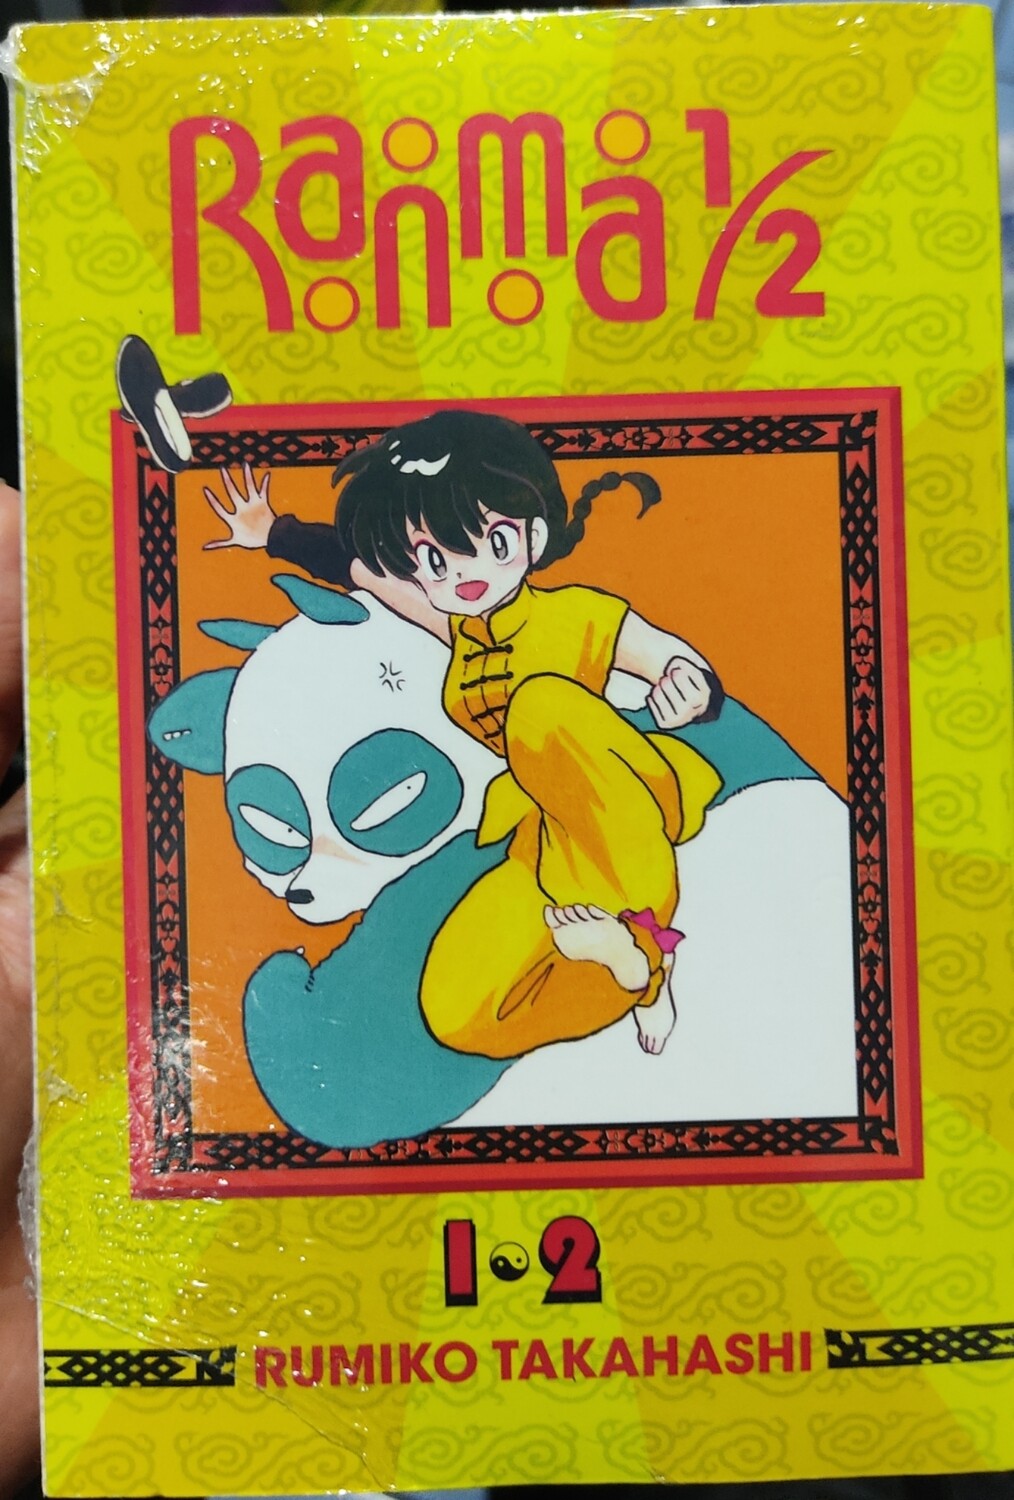 Ranma 1/2
1 ☯ 2
RUMIKO TAKAHASHI